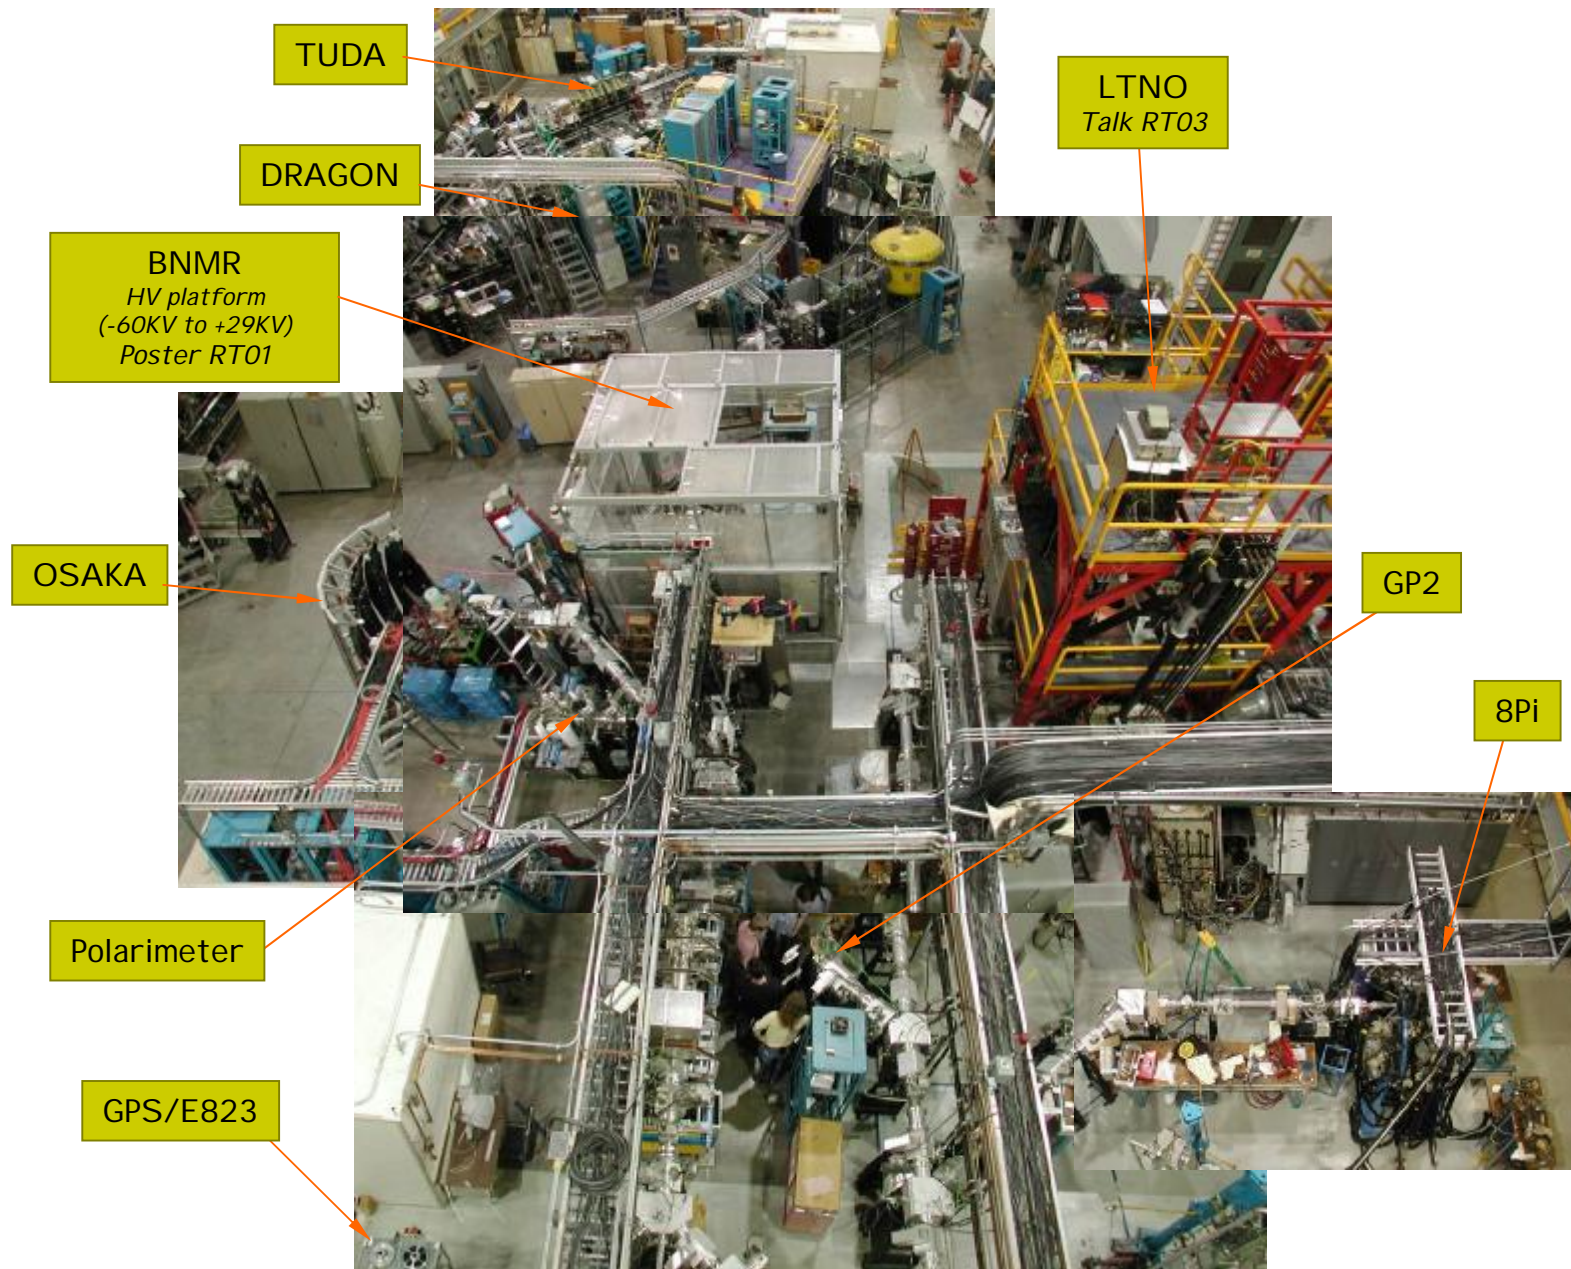 TUDA
LTNO
Talk RT03
DRAGON
BNMR
HV platform
(-60KV to +29KV)
Poster RT01
OSAKA
GP2
8Pi
Polarimeter
GPS/E823